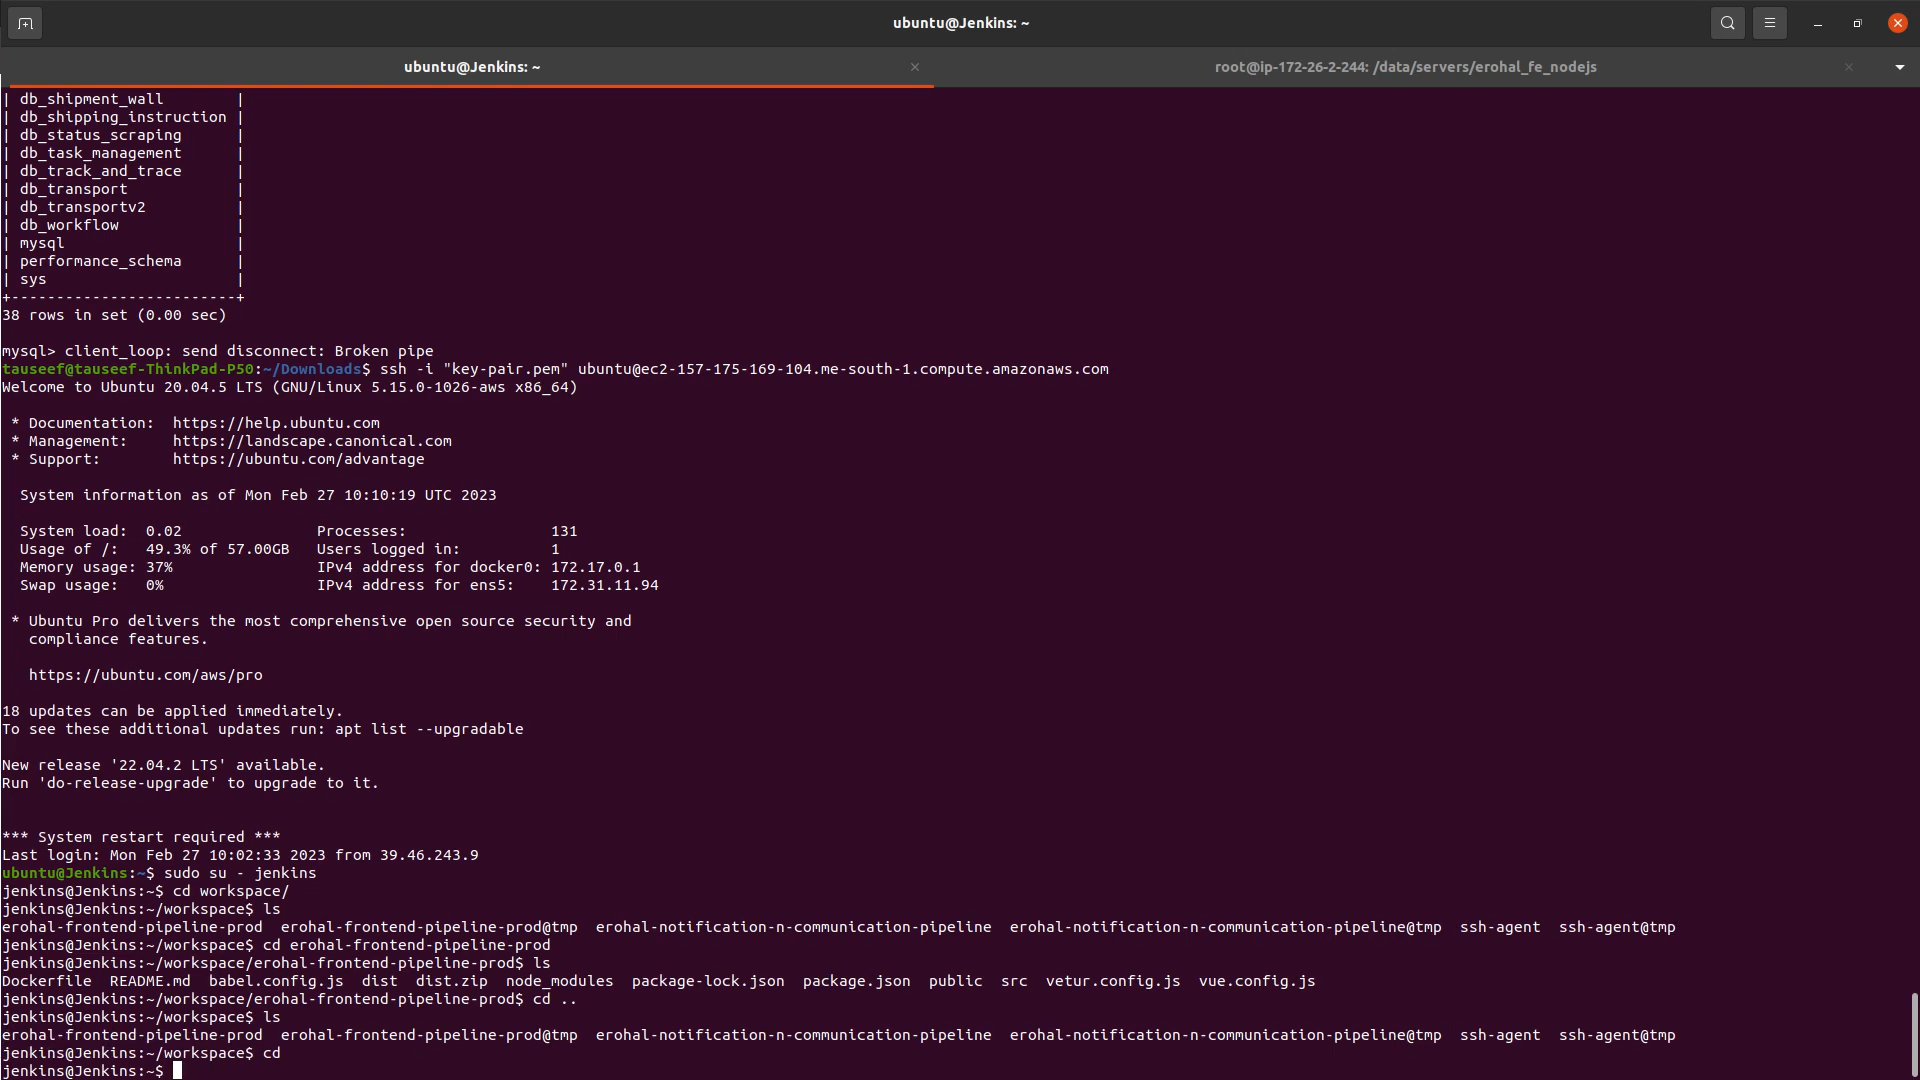 ubuntu@Jenkins: ~
ubuntu@Jenkins: ~
root@ip-172-26-2-244: /data/servers/erohal_fe_nodejs
| db_shipment_wall         |
| db_shipping_instruction |
| db_status_scraping      |
| db_task_management      |
| db_track_and_trace      |
| db_transport            |
| db_transportv2          |
| db_workflow             |
| mysql                   |
| performance_schema      |
| sys                     |
+-------------------------+
38 rows in set (0.00 sec)
mysql> client_loop: send disconnect: Broken pipe
tauseef@tauseef-ThinkPad-P50:~/Downloads$ ssh -i "key-pair.pem" ubuntu@ec2-157-175-169-104.me-south-1.compute.amazonaws.com
Welcome to Ubuntu 20.04.5 LTS (GNU/Linux 5.15.0-1026-aws x86_64)
 * Documentation:  https://help.ubuntu.com
 * Management:     https://landscape.canonical.com
 * Support:        https://ubuntu.com/advantage
  System information as of Mon Feb 27 10:10:19 UTC 2023
  System load:  0.02               Processes:                131
  Usage of /:   49.3% of 57.00GB   Users logged in:          1
  Memory usage: 37%                IPv4 address for docker0: 172.17.0.1
  Swap usage:   0%                 IPv4 address for ens5:    172.31.11.94
 * Ubuntu Pro delivers the most comprehensive open source security and
   compliance features.
   https://ubuntu.com/aws/pro
18 updates can be applied immediately.
To see these additional updates run: apt list --upgradable
New release '22.04.2 LTS' available.
Run 'do-release-upgrade' to upgrade to it.
*** System restart required ***
Last login: Mon Feb 27 10:02:33 2023 from 39.46.243.9
ubuntu@Jenkins:~$ sudo su - jenkins
jenkins@Jenkins:~$ cd workspace/
jenkins@Jenkins:~/workspace$ ls
erohal-frontend-pipeline-prod  erohal-frontend-pipeline-prod@tmp  erohal-notification-n-communication-pipeline  erohal-notification-n-communication-pipeline@tmp  ssh-agent  ssh-agent@tmp
jenkins@Jenkins:~/workspace$ cd erohal-frontend-pipeline-prod
jenkins@Jenkins:~/workspace/erohal-frontend-pipeline-prod$ ls
Dockerfile  README.md  babel.config.js  dist  dist.zip  node_modules  package-lock.json  package.json  public  src  vetur.config.js  vue.config.js
jenkins@Jenkins:~/workspace/erohal-frontend-pipeline-prod$ cd ..
jenkins@Jenkins:~/workspace$ ls
erohal-frontend-pipeline-prod  erohal-frontend-pipeline-prod@tmp  erohal-notification-n-communication-pipeline  erohal-notification-n-communication-pipeline@tmp  ssh-agent  ssh-agent@tmp
jenkins@Jenkins:~/workspace$ cd
jenkins@Jenkins:~$